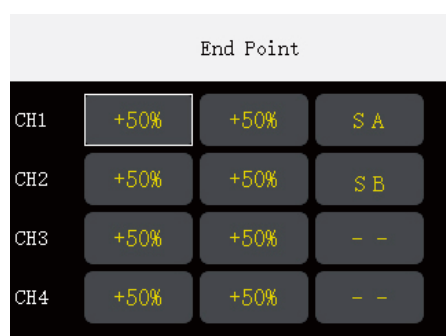 End Point
CH1 +50% +50% S A
CH2 +50% +50% S B
CH3 +50% +50% - -
CH4 +50% +50% - -